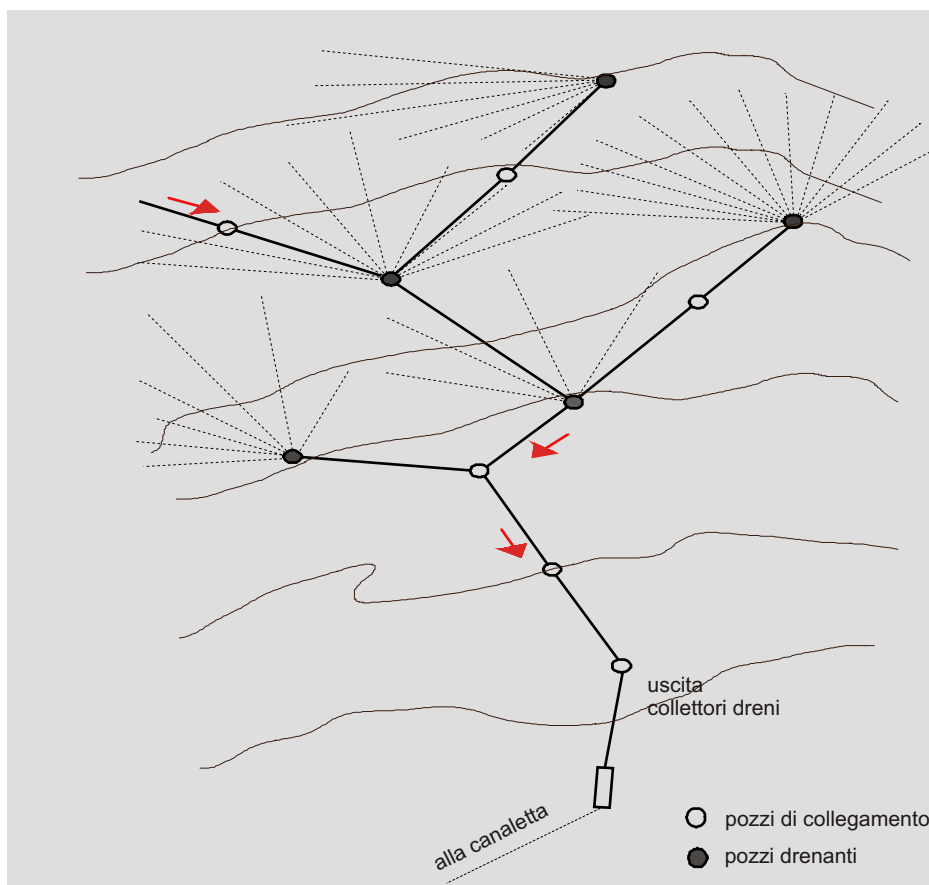 uscita
collettori dreni
alla canaletta
pozzi di collegamento
pozzi drenanti